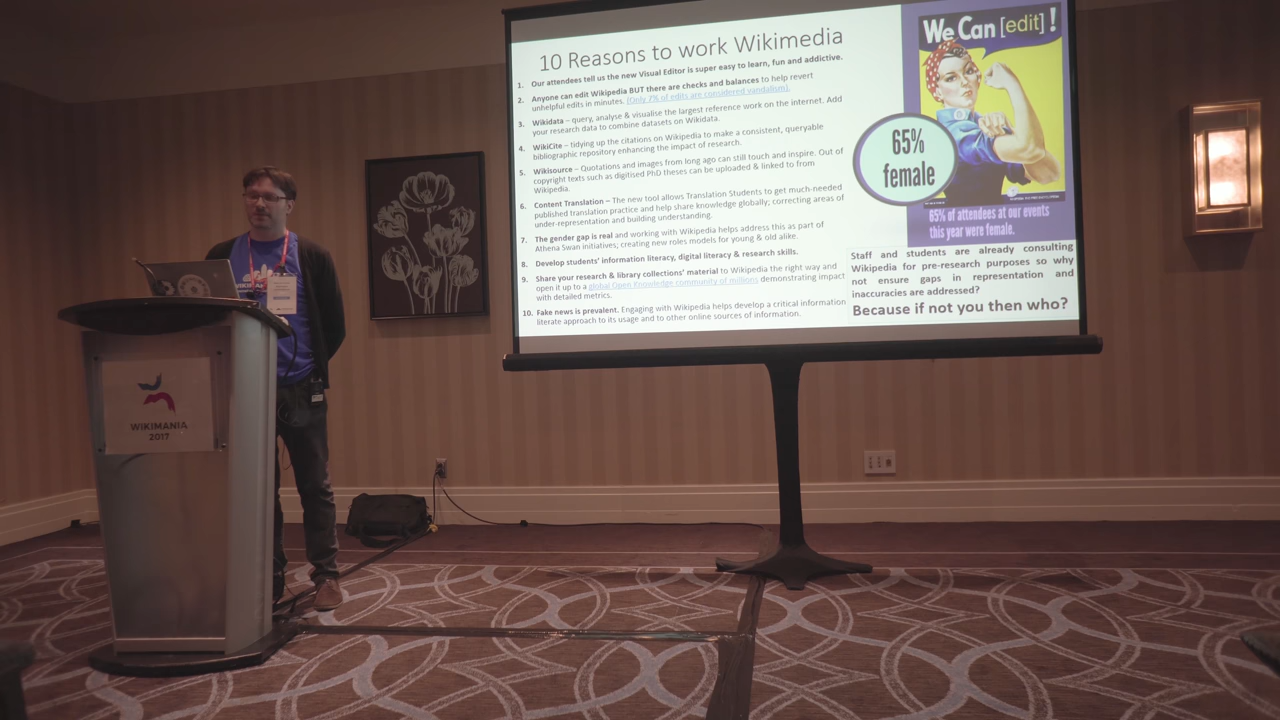 10 Reasons to work Wikimedia
1. Our attendees tell us the new Visual Editor is super easy to learn, fun and addictive.
2. Anyone can edit Wikipedia BUT there are checks and balances to help revert
unhelpful edits in minutes. (Only 7% of edits are considered vandalism).
3. Wikidata – query, analyse & visualise the largest reference work on the internet. Add
your research data to combine datasets on Wikidata.
4. WikiCite – tidying up the citations on Wikipedia to make a consistent, queryable
bibliographic repository enhancing the impact of research.
5. Wikisource – Quotations and images from long ago can still touch and inspire. Out of
copyright texts such as digitised PhD theses can be uploaded & linked to from
Wikipedia.
6. Content Translation – The new tool allows Translation Students to get much-needed
published translation practice and help share knowledge globally; correcting areas of
under-representation and building understanding.
7. The gender gap is real and working with Wikipedia helps address this as part of
Athena Swan initiatives; creating new roles models for young & old alike.
8. Develop students' information literacy, digital literacy & research skills.
9. Share your research & library collections' material to Wikipedia the right way and
open it up to a global Open Knowledge community of millions demonstrating impact
with detailed metrics.
10. Fake news is prevalent. Engaging with Wikipedia helps develop a critical information
literate approach to its usage and to other online sources of information.
We Can [edit] !
65%
female
65% of attendees at our events
this year were female.
Staff and students are already consulting
Wikipedia for pre-research purposes so why
not ensure gaps in representation and
inaccuracies are addressed?
Because if not you then who?
WIKIMANIA
2017